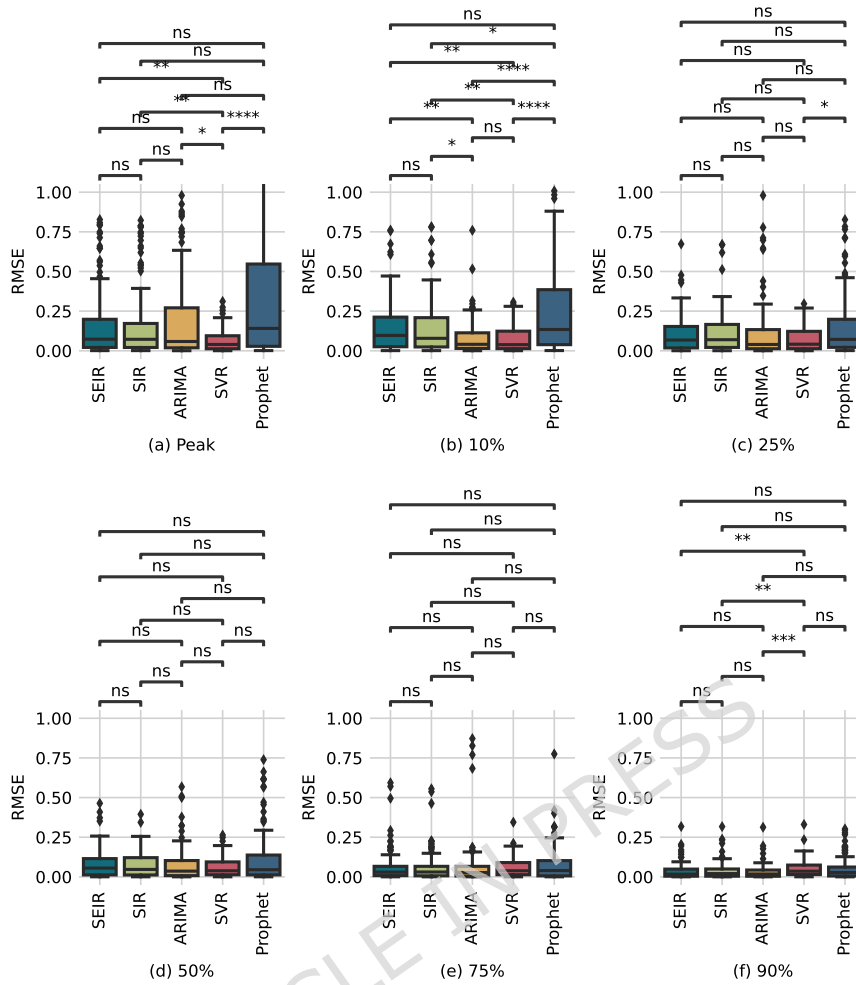 ns
ns
**
ns
**
ns
****
*
ns
ns
1.00
0.75
0.50
0.25
0.00
RMSE
SEIR
SIR
ARIMA
SVR
Prophet
(a) Peak
ns
*
**
****
**
**
****
ns
*
ns
1.00
0.75
0.50
0.25
0.00
RMSE
SEIR
SIR
ARIMA
SVR
Prophet
(b) 10%
ns
ns
ns
ns
ns
ns
*
ns
ns
ns
1.00
0.75
0.50
0.25
0.00
RMSE
SEIR
SIR
ARIMA
SVR
Prophet
(c) 25%
ns
ns
ns
ns
ns
ns
ns
ns
ns
ns
1.00
0.75
0.50
0.25
0.00
RMSE
SEIR
SIR
ARIMA
SVR
Prophet
(d) 50%
ns
ns
ns
ns
ns
ns
ns
ns
ns
ns
1.00
0.75
0.50
0.25
0.00
RMSE
SEIR
SIR
ARIMA
SVR
Prophet
(e) 75%
ns
ns
**
ns
**
ns
ns
***
ns
ns
1.00
0.75
0.50
0.25
0.00
RMSE
SEIR
SIR
ARIMA
SVR
Prophet
(f) 90%
CLE IN PRESS